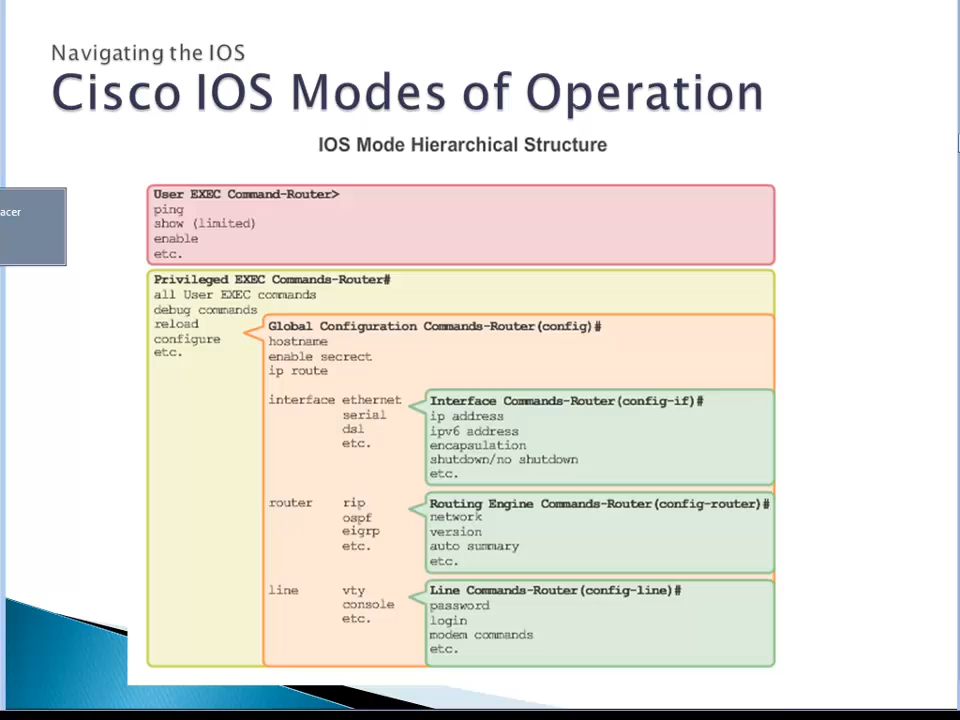 Navigating the IOS
Cisco IOS Modes of Operation
IOS Mode Hierarchical Structure
acer
User EXEC Command-Router>
ping
show (limited)
enable
etc.
Privileged EXEC Commands-Router#
all User EXEC commands
debug commands
reload
configure
etc.
Global Configuration Commands-Router(config)#
hostname
enable secrect
ip route
interface ethernet
serial
dsl
etc.
Interface Commands-Router(config-if)#
ip address
ipv6 address
encapsulation
shutdown/no shutdown
etc.
router rip
ospf
eigrp
etc.
Routing Engine Commands-Router(config-router)#
network
version
auto summary
etc.
line vty
console
etc.
Line Commands-Router(config-line)#
password
login
modem commands
etc.